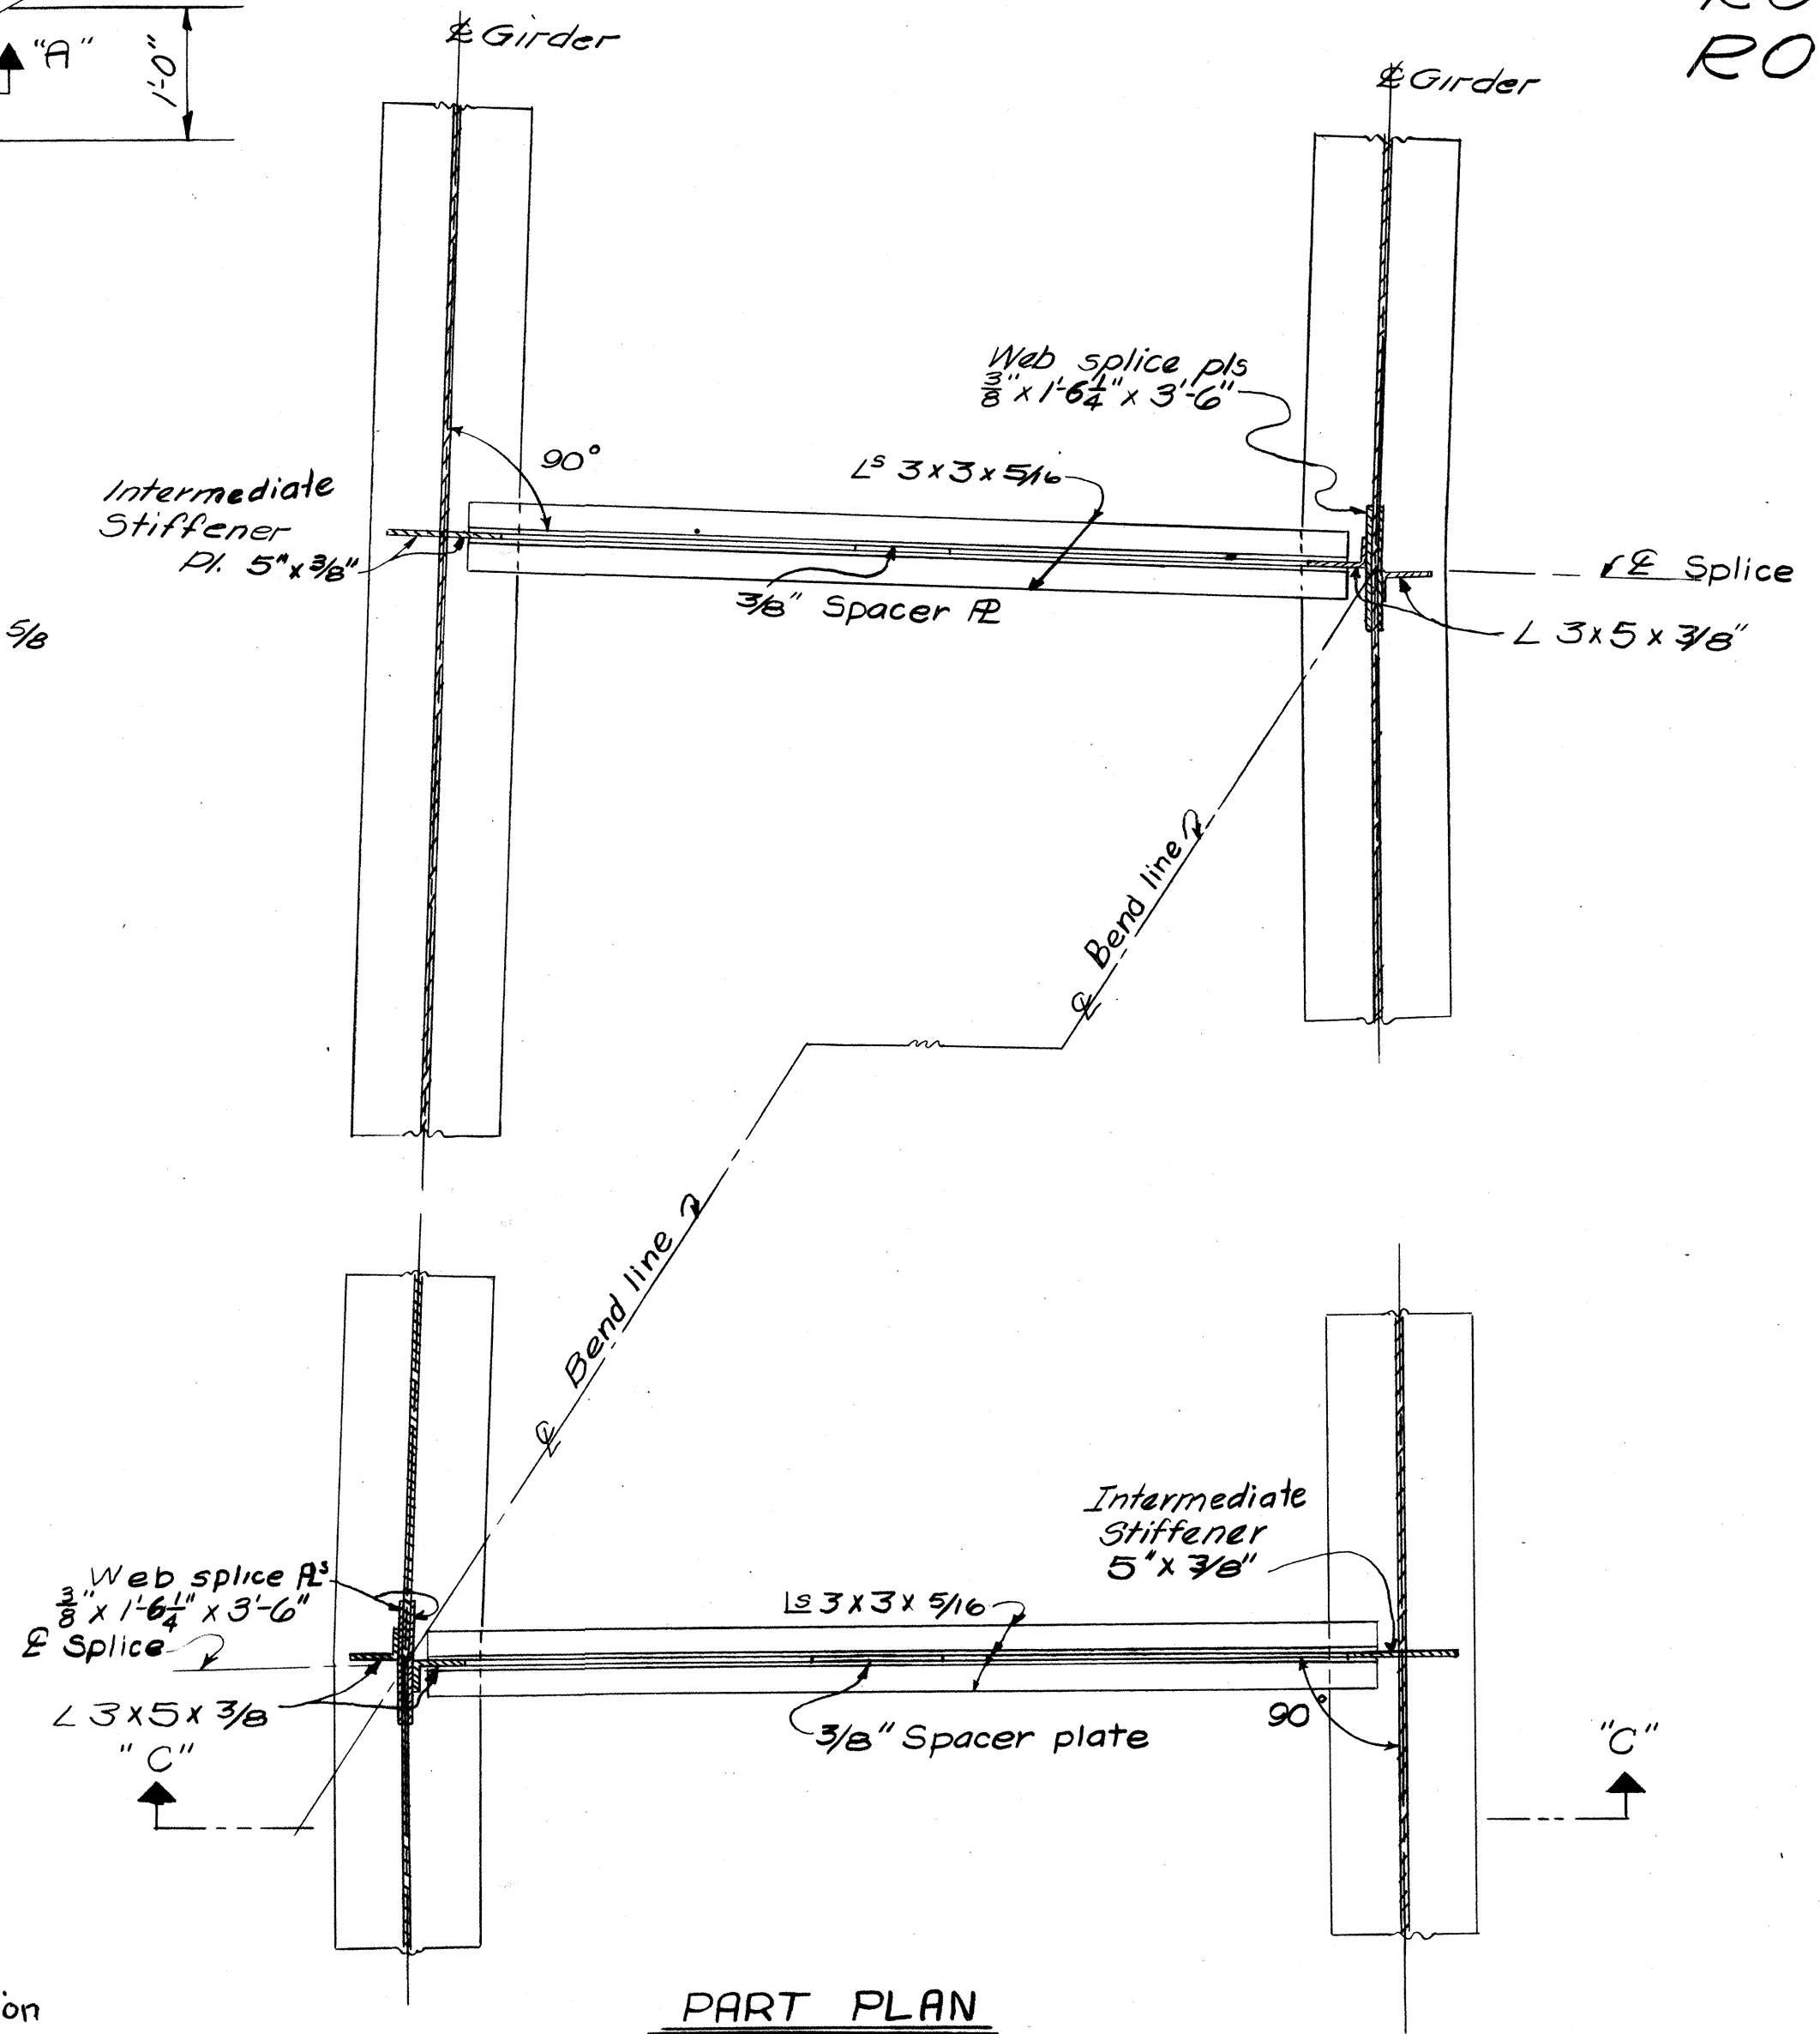 "A"
1'-0"
℄ Girder
℄ Girder
RO
Web splice pls
3/8" x 1'-6 1/4" x 3'-6"
90°
Lˢ 3 x 3 x 5/16
Intermediate
Stiffener
Pl. 5" x 3/8"
3/8" Spacer PL
℄ Splice
L 3 x 5 x 3/8"
5/8
℄ Bend line
℄ Bend line
Intermediate
Stiffener
5" x 3/8"
Web splice PLˢ
3/8" x 1'-6 1/4" x 3'-6"
℄ Splice
Lˢ 3 x 3 x 5/16
L 3 x 5 x 3/8
3/8" Spacer plate
90°
"C"
"C"
on
PART PLAN